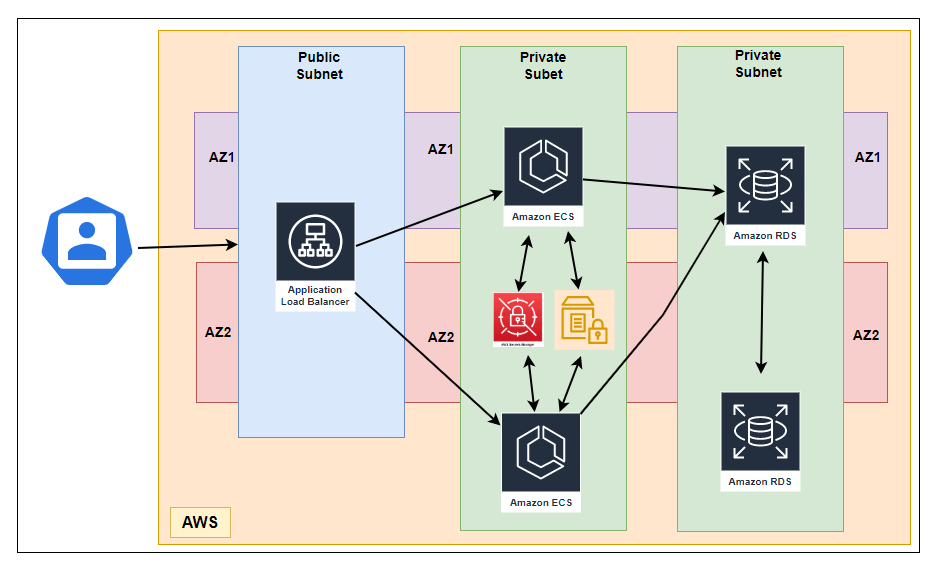 Public
Subnet
Private
Subet
Private
Subnet
AZ1
AZ1
AZ1
Amazon ECS
Amazon RDS
Application
Load Balancer
AZ2
AZ2
AZ2
AWS Secrets Manager
Amazon ECS
Amazon RDS
AWS